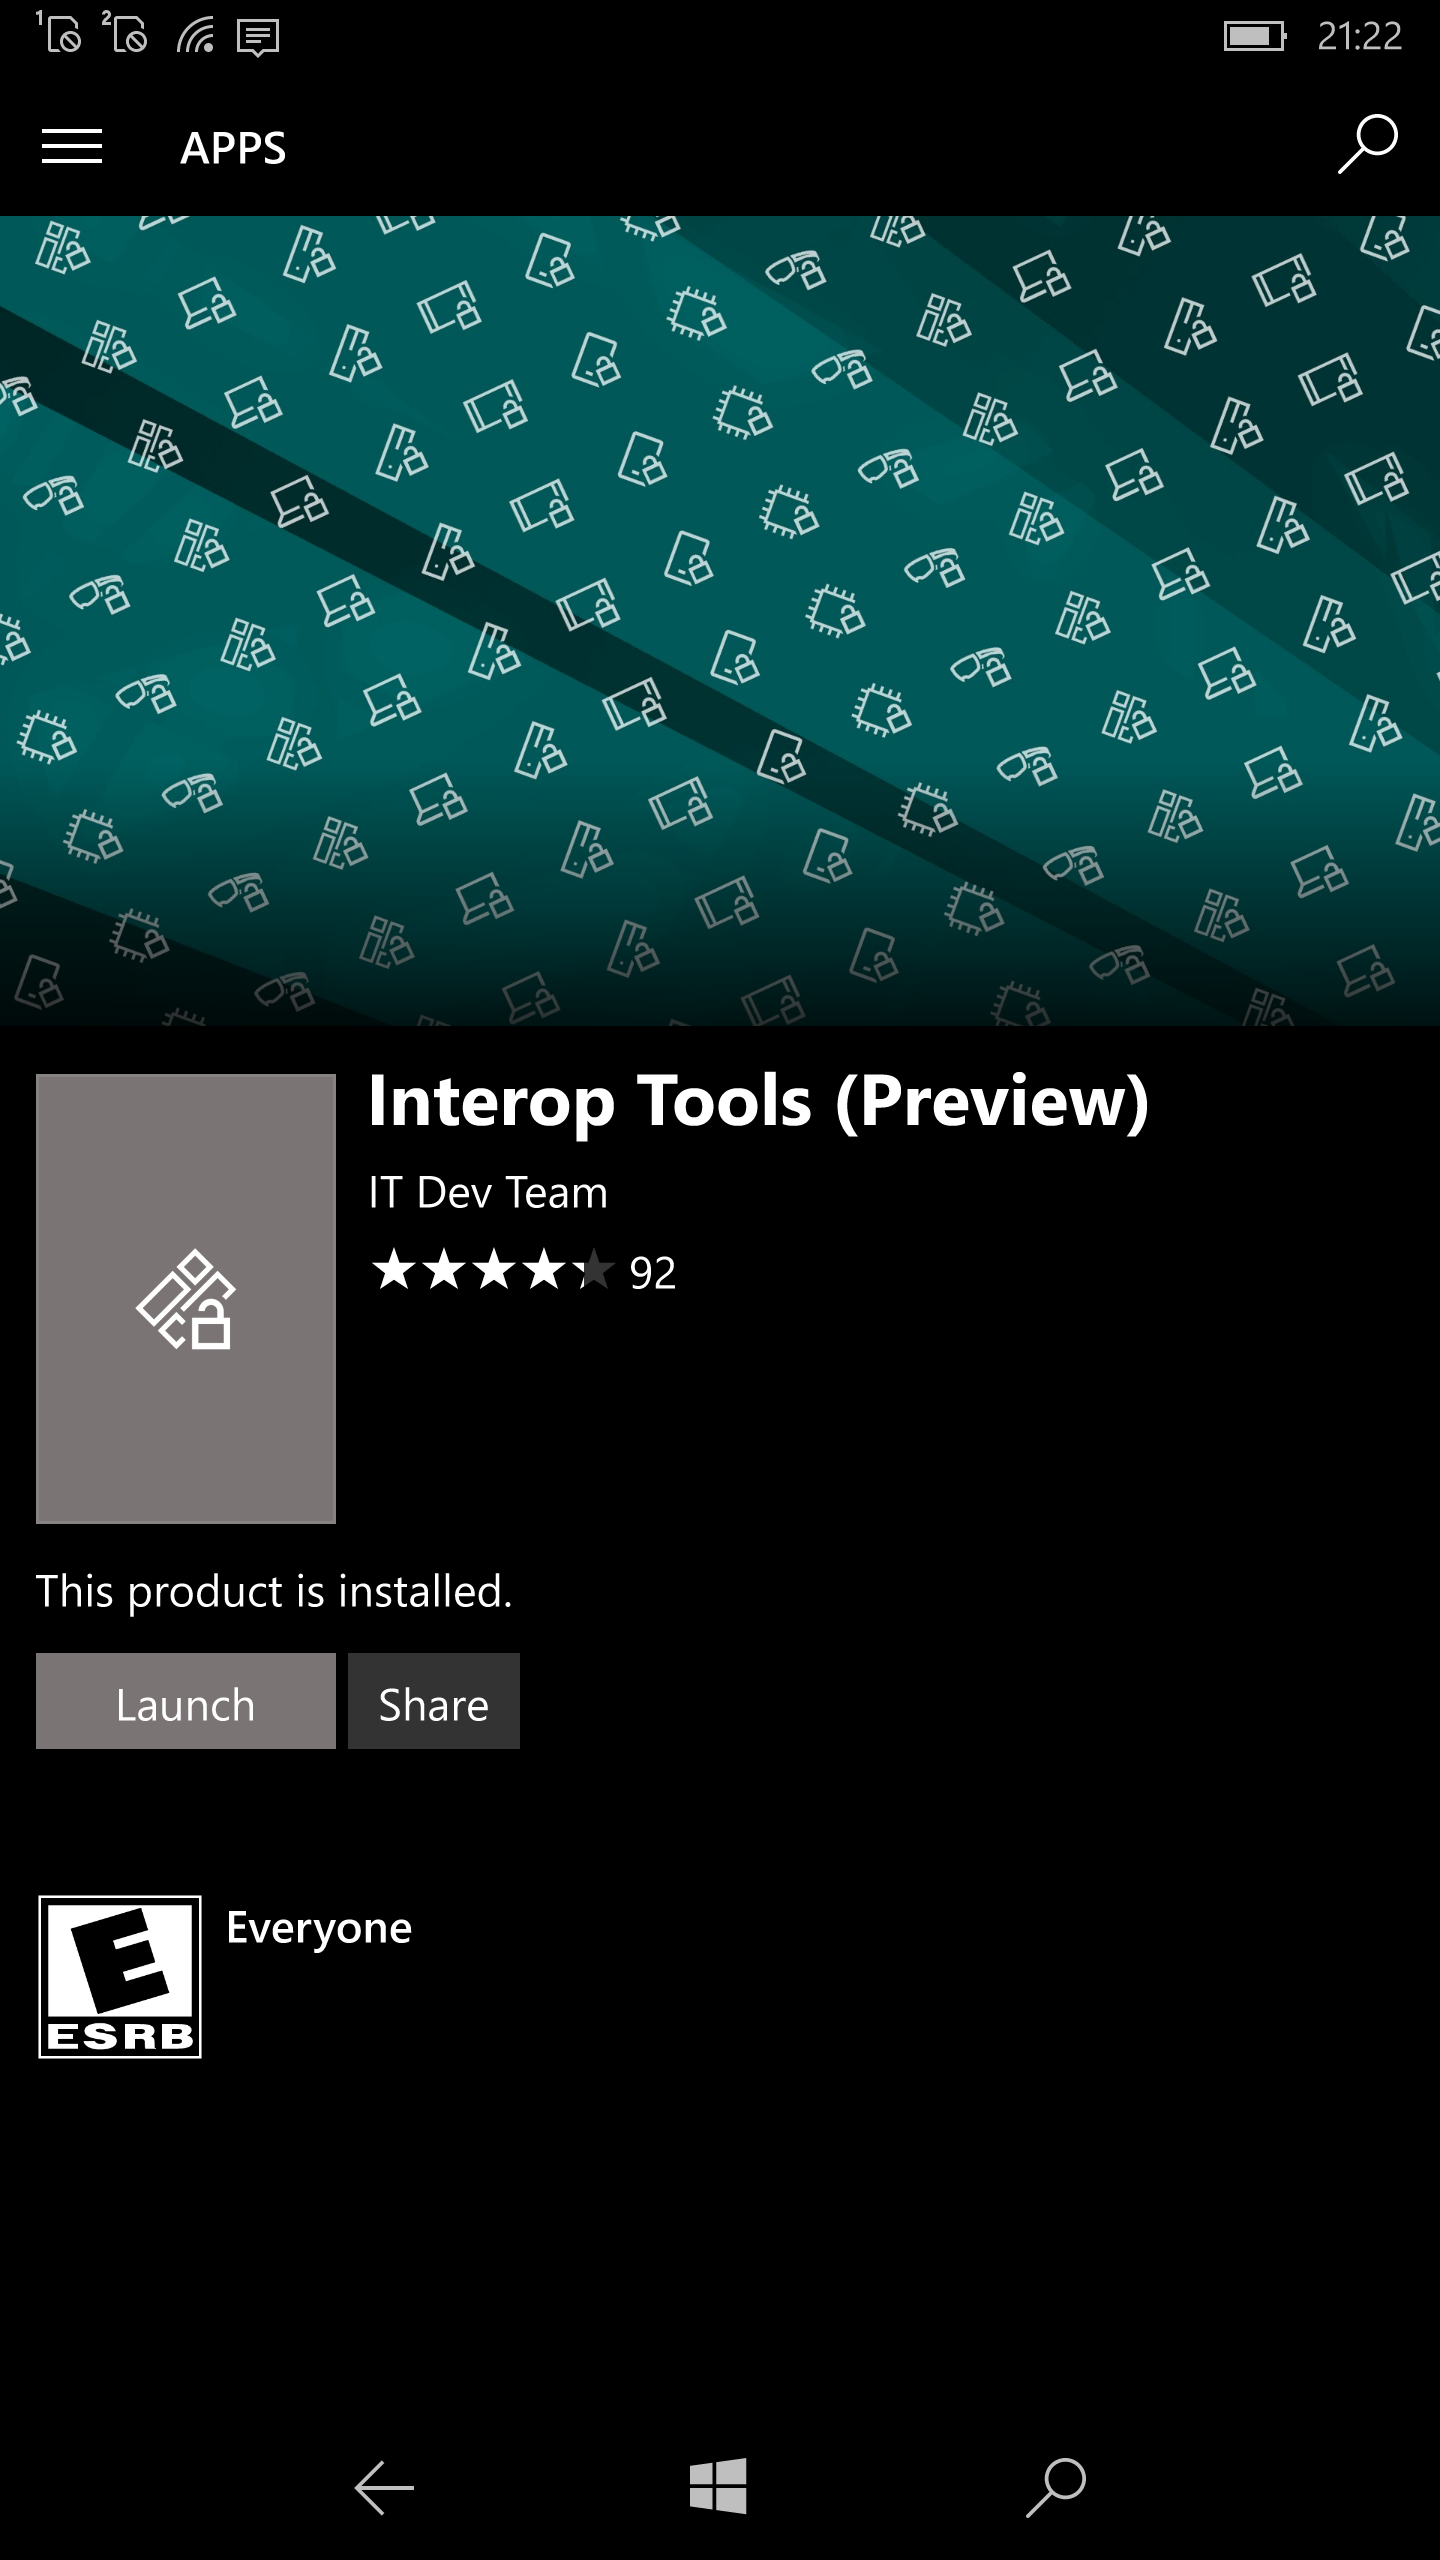 1 2 21:22
APPS
Interop Tools (Preview)
IT Dev Team
92
This product is installed.
Launch Share
E Everyone
ESRB